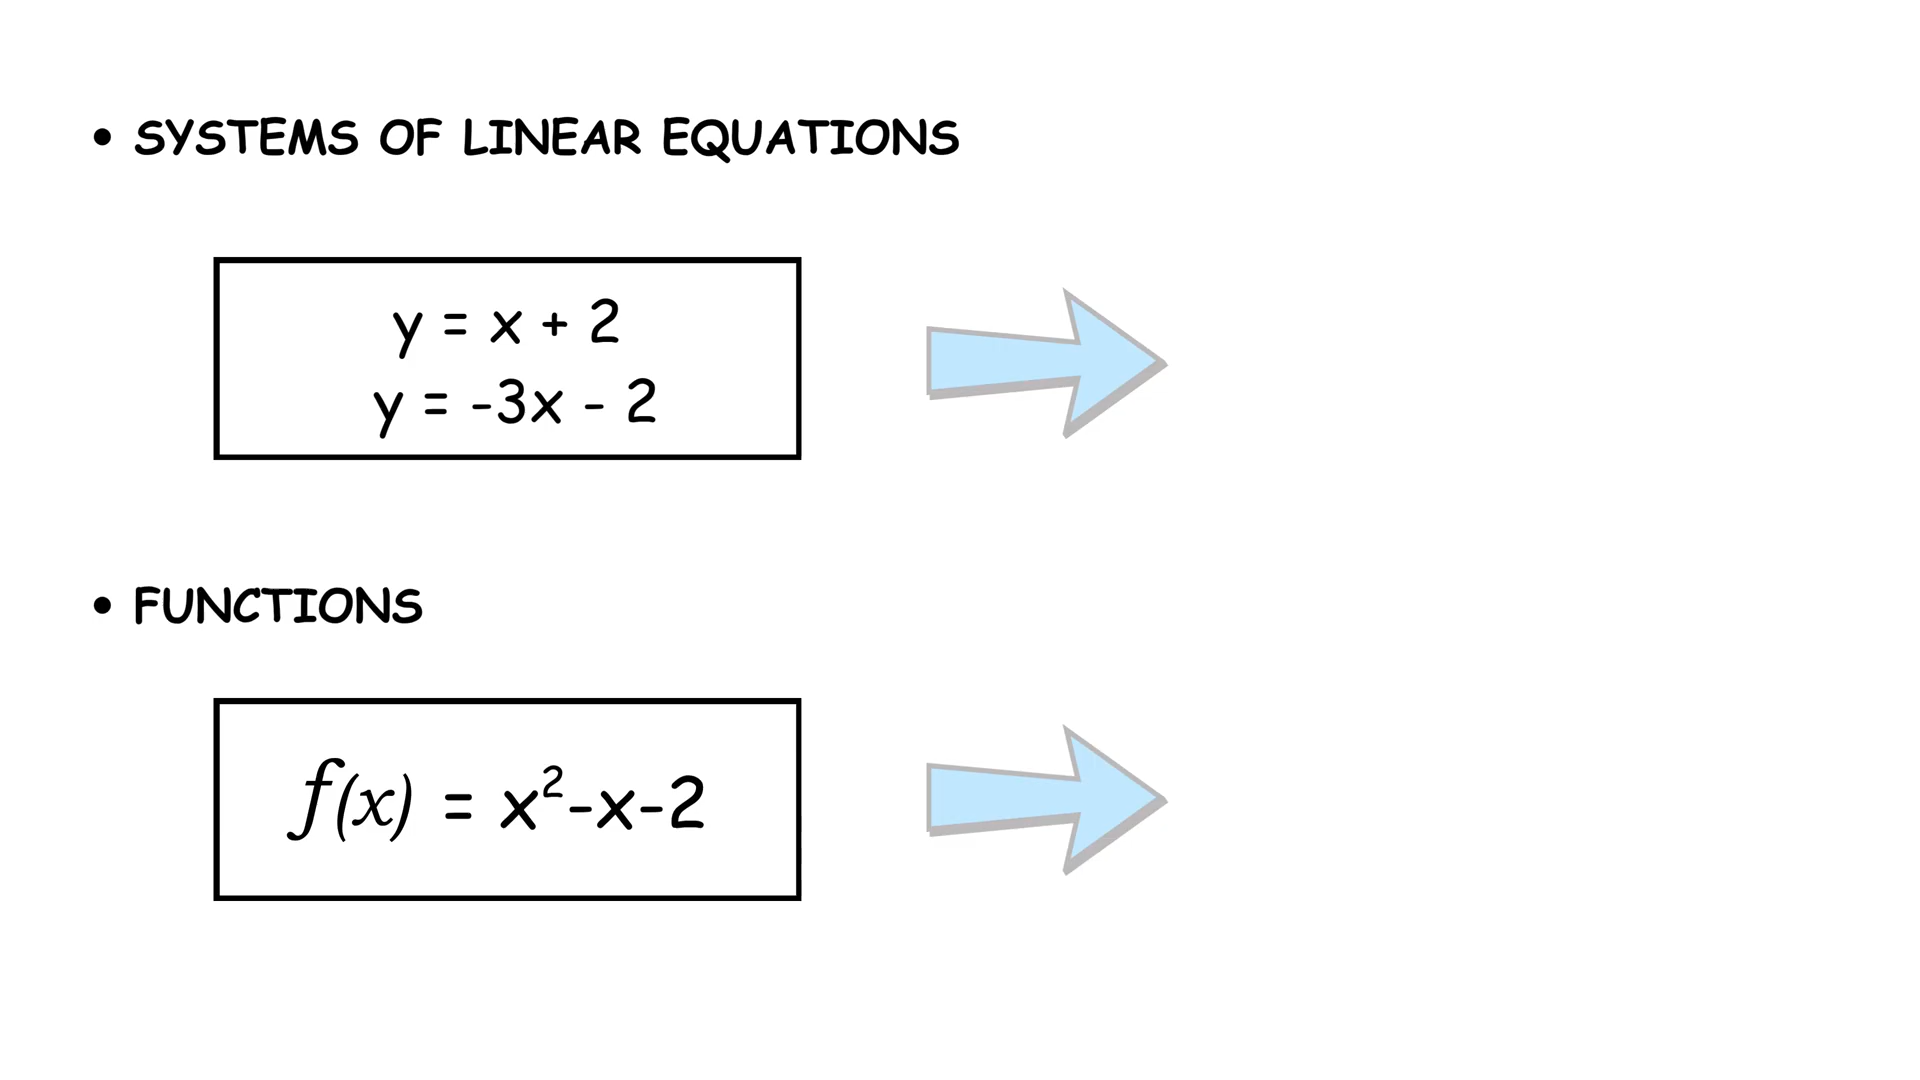 • SYSTEMS OF LINEAR EQUATIONS
y = x + 2
y = -3x - 2
• FUNCTIONS
f(x) = x²-x-2